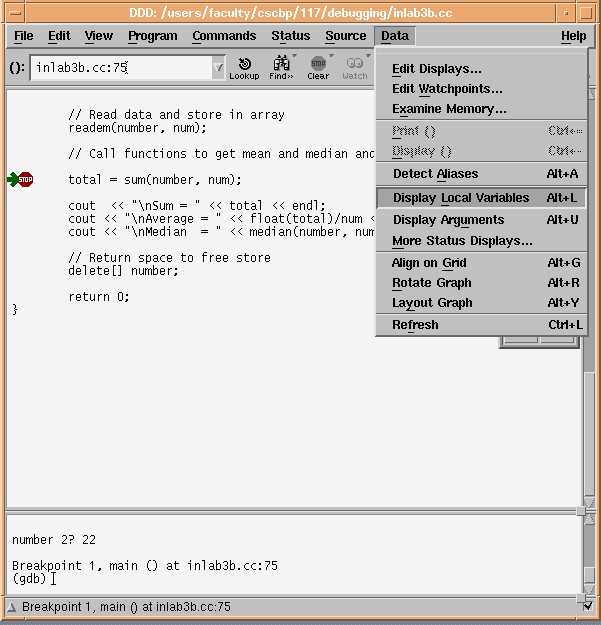 DDD: /users/faculty/cscbp/117/debugging/inlab3b.cc
File Edit View Program Commands Status Source Data Help
(): inlab3b.cc:75 Lookup Find>> Clear Watch
Edit Displays...
Edit Watchpoints...
Examine Memory...
Print () Ctrl+=
Display () Ctrl+-
Detect Aliases Alt+A
Display Local Variables Alt+L
Display Arguments Alt+U
More Status Displays...
Align on Grid Alt+G
Rotate Graph Alt+R
Layout Graph Alt+Y
Refresh Ctrl+L
// Read data and store in array
readem(number, num);
// Call functions to get mean and median and
STOP total = sum(number, num);
cout << "\nSum = " << total << endl;
cout << "\nAverage = " << float(total)/num <
cout << "\nMedian = " << median(number, num
// Return space to free store
delete[] number;
return 0;
}
number 2? 22
Breakpoint 1, main () at inlab3b.cc:75
(gdb)
Breakpoint 1, main () at inlab3b.cc:75